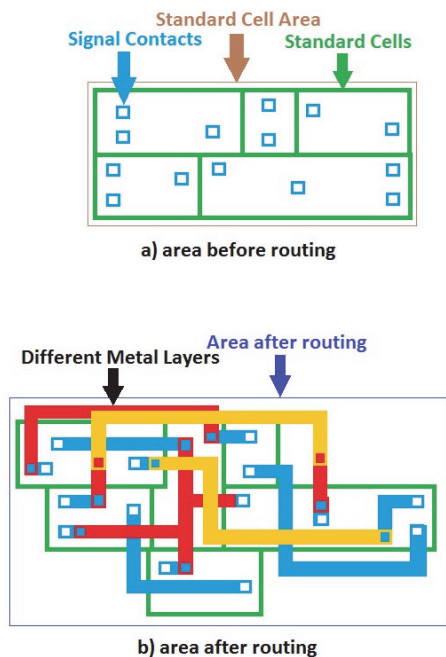 Standard Cell Area
Signal Contacts
Standard Cells
a) area before routing
Area after routing
Different Metal Layers
b) area after routing